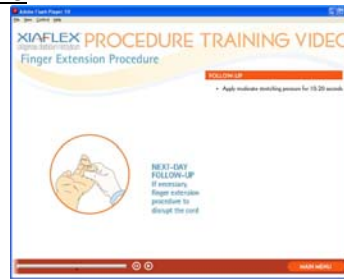 Adobe Flash Player 10
File View Control Help
XIAFLEX PROCEDURE TRAINING VIDEO
Finger Extension Procedure
FOLLOW UP
• Apply moderate stretching pressure for 10-20 seconds
NEXT-DAY
FOLLOW-UP
If necessary,
finger extension
procedure to
disrupt the cord
MAIN MENU